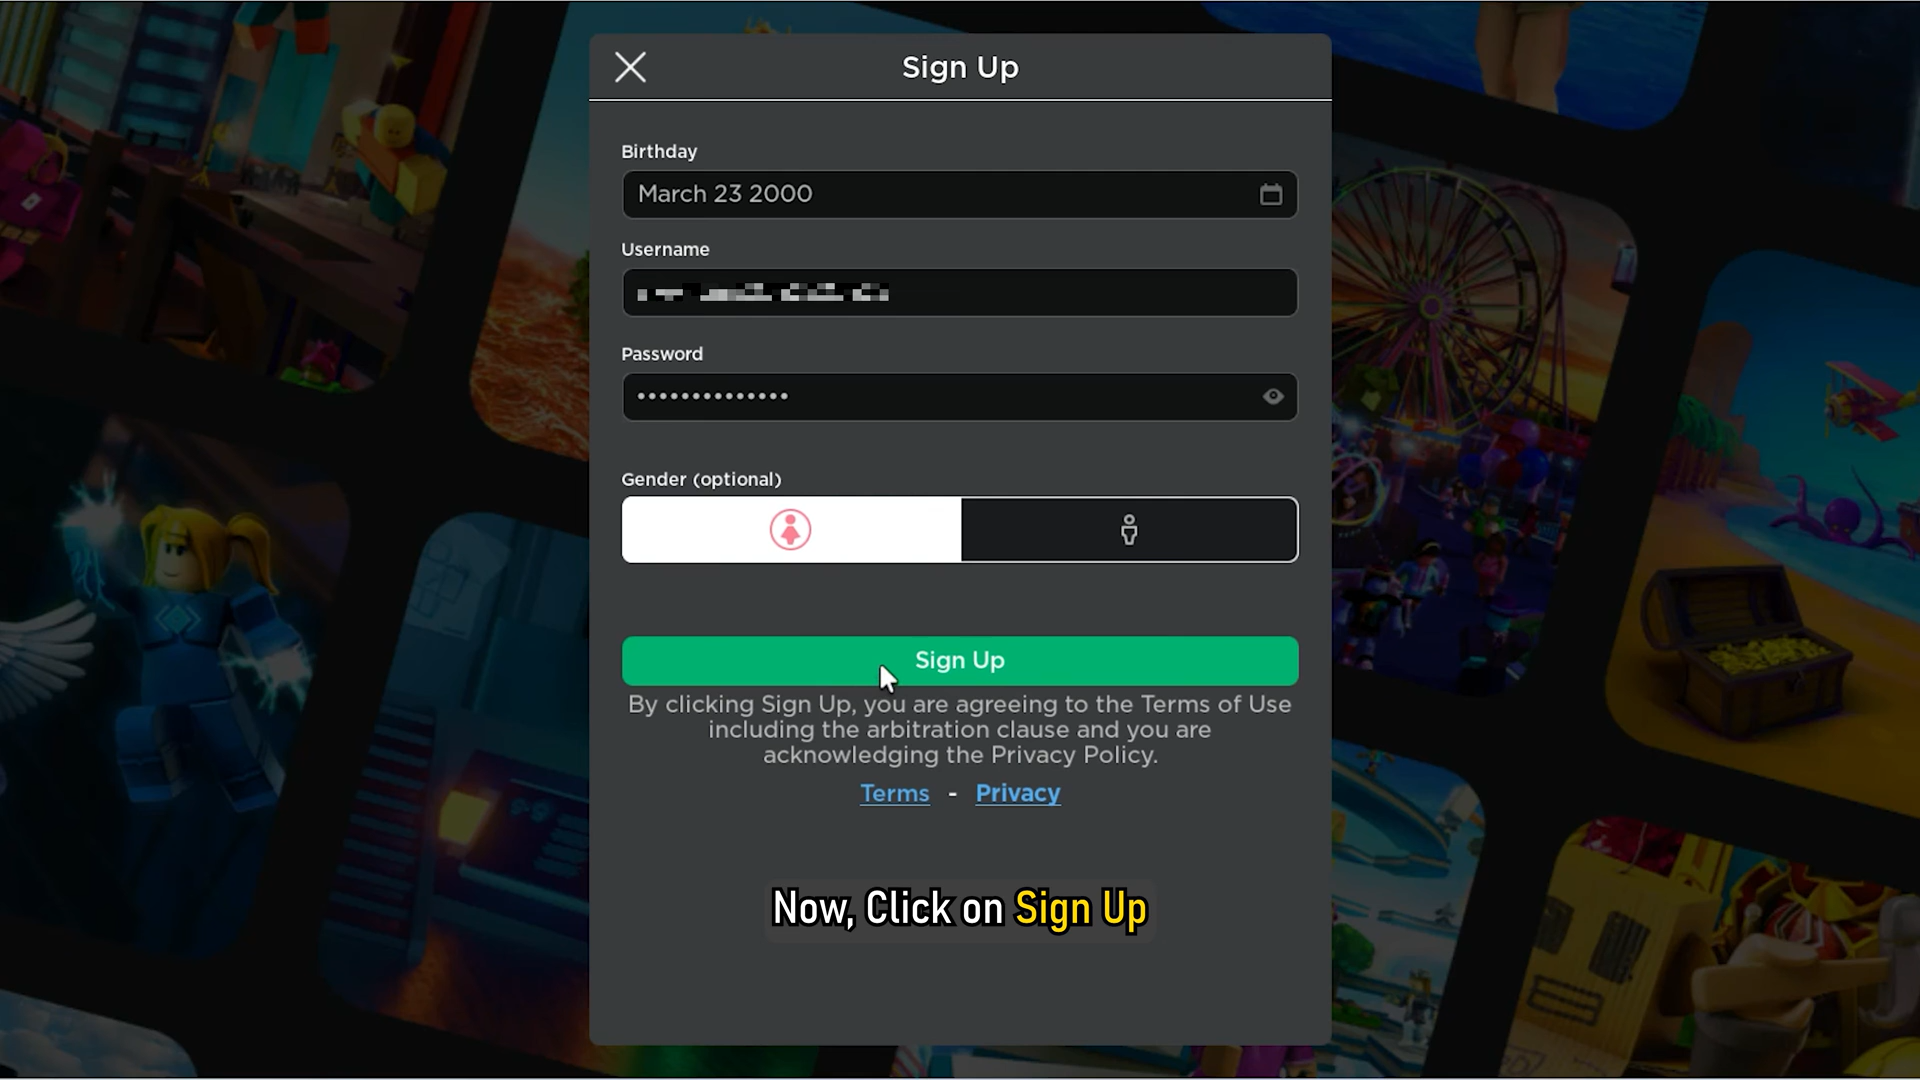 Sign Up
Birthday
March 23 2000
Username
Password
••••••••••••••
Gender (optional)
Sign Up
By clicking Sign Up, you are agreeing to the Terms of Use
including the arbitration clause and you are
acknowledging the Privacy Policy.
Terms - Privacy
Now, Click on Sign Up